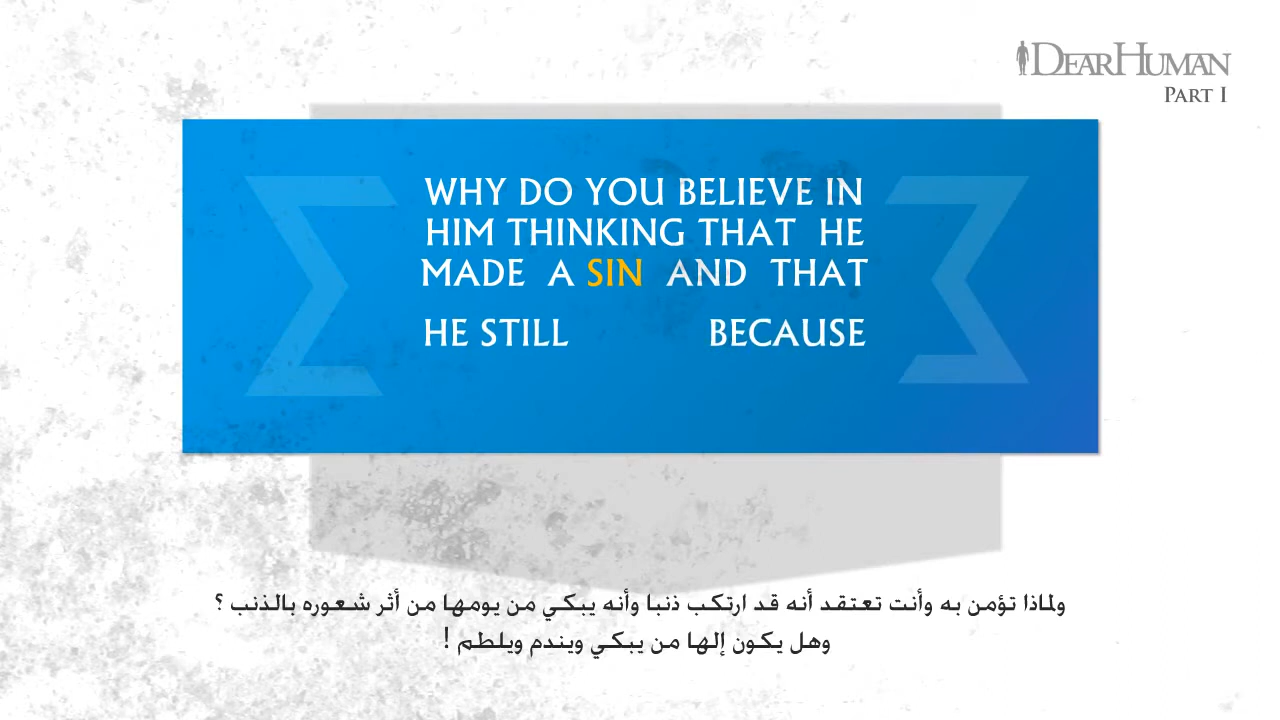 DEARHUMAN
PART I
WHY DO YOU BELIEVE IN
HIM THINKING THAT HE
MADE A SIN AND THAT
HE STILL BECAUSE
ولماذا تؤمن به وأنت تعتقد أنه قد ارتكب ذنبا وأنه يبكي من يومها من أثر شعوره بالذنب ؟
وهل يكون إلها من يبكي ويندم ويلطم !